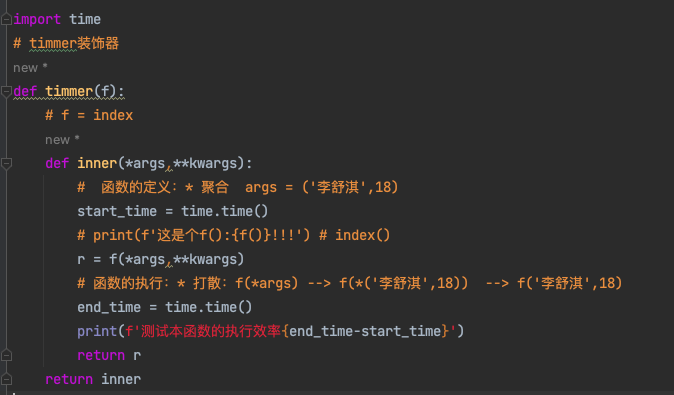 import time
# timmer装饰器
new *
def timmer(f):
    # f = index
    new *
    def inner(*args,**kwargs):
        #  函数的定义：* 聚合  args = ('李舒淇',18)
        start_time = time.time()
        # print(f'这是个f():{f()}!!!') # index()
        r = f(*args,**kwargs)
        # 函数的执行：* 打散：f(*args) --> f(*('李舒淇',18))  --> f('李舒淇',18)
        end_time = time.time()
        print(f'测试本函数的执行效率{end_time-start_time}')
        return r
    return inner